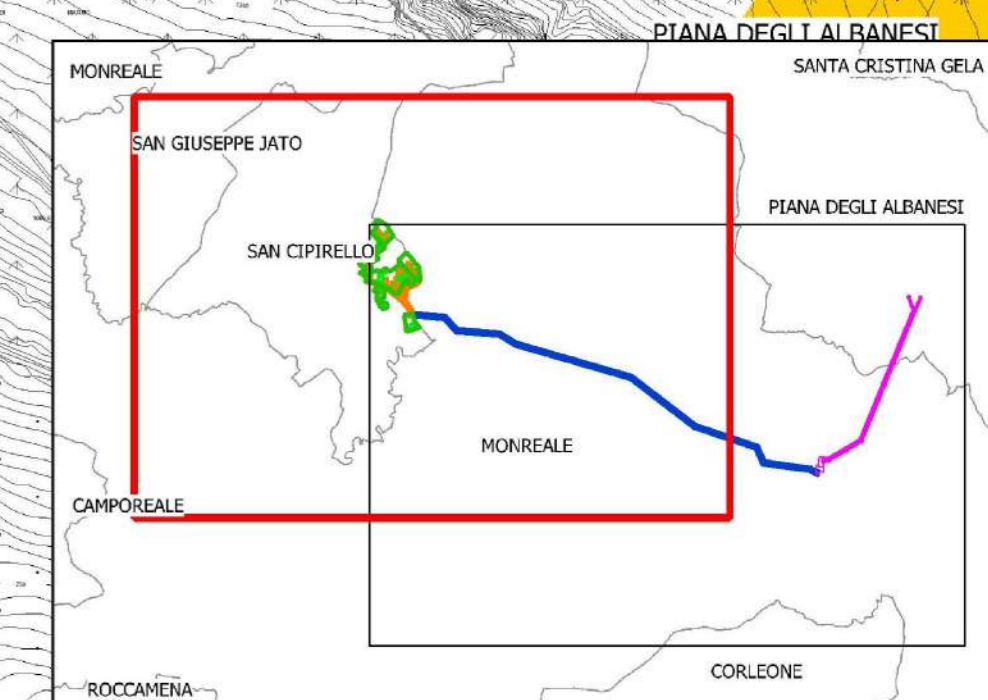 PIANA DEGLI ALBANESI
SANTA CRISTINA GELA
MONREALE
SAN GIUSEPPE JATO
PIANA DEGLI ALBANESI
SAN CIPIRELLO
MONREALE
CAMPOREALE
CORLEONE
ROCCAMENA